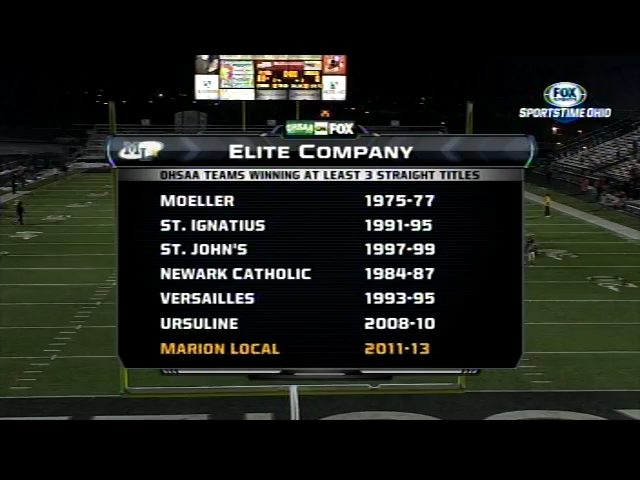 FOX
SPORTSTIME OHIO
OHSAA
FOX
ML
ELITE COMPANY
OHSAA TEAMS WINNING AT LEAST 3 STRAIGHT TITLES
MOELLER 1975-77
ST. IGNATIUS 1991-95
ST. JOHN'S 1997-99
NEWARK CATHOLIC 1984-87
VERSAILLES 1993-95
URSULINE 2008-10
MARION LOCAL 2011-13